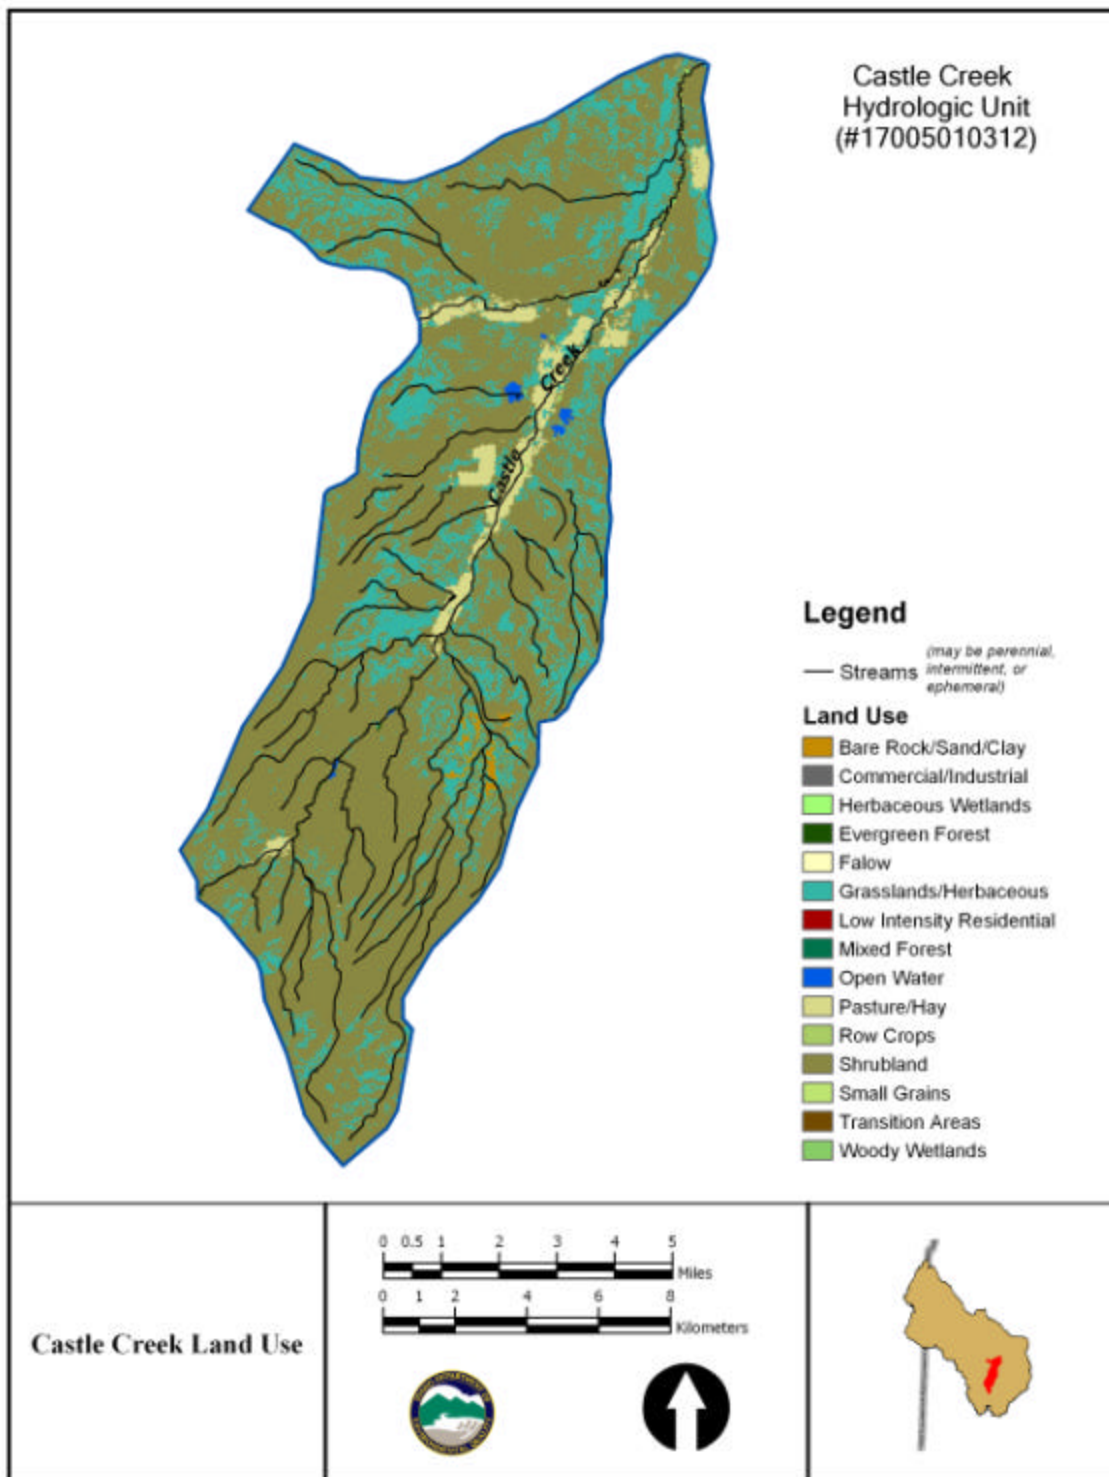 Castle Creek
Hydrologic Unit
(#17005010312)
Creek
Castle
Legend
Streams (may be perennial,
intermittent, or
ephemeral)
Land Use
Bare Rock/Sand/Clay
Commercial/Industrial
Herbaceous Wetlands
Evergreen Forest
Falow
Grasslands/Herbaceous
Low Intensity Residential
Mixed Forest
Open Water
Pasture/Hay
Row Crops
Shrubland
Small Grains
Transition Areas
Woody Wetlands
Castle Creek Land Use
0 0.5 1 2 3 4 5
Miles
0 1 2 4 6 8
Kilometers